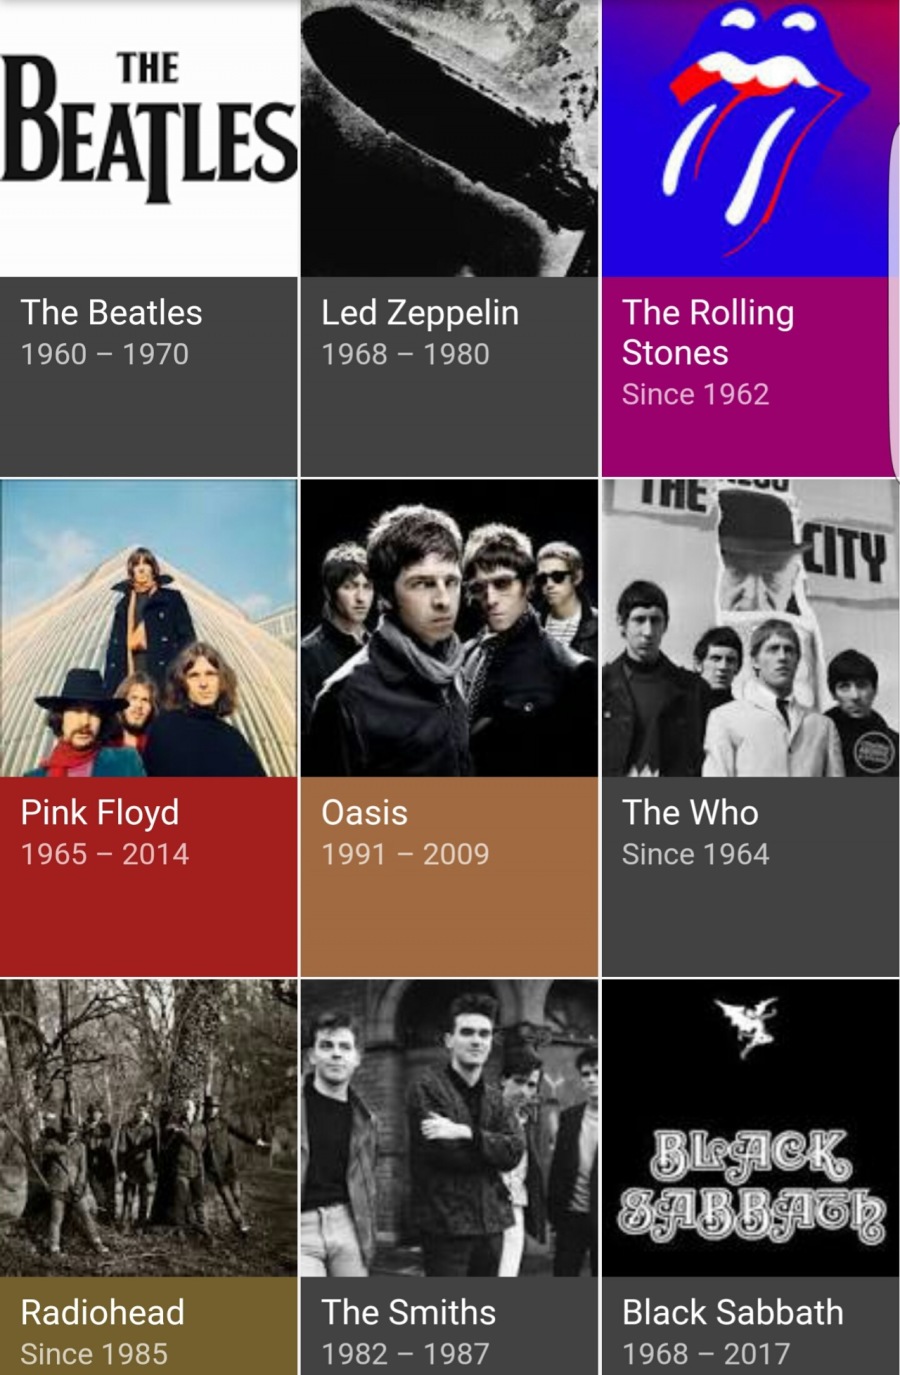 THE
BEATLES
The Beatles
1960 – 1970
Led Zeppelin
1968 – 1980
The Rolling
Stones
Since 1962
Pink Floyd
1965 – 2014
Oasis
1991 – 2009
THE
CITY
The Who
Since 1964
Radiohead
Since 1985
The Smiths
1982 – 1987
BLACK
SABBATH
Black Sabbath
1968 – 2017